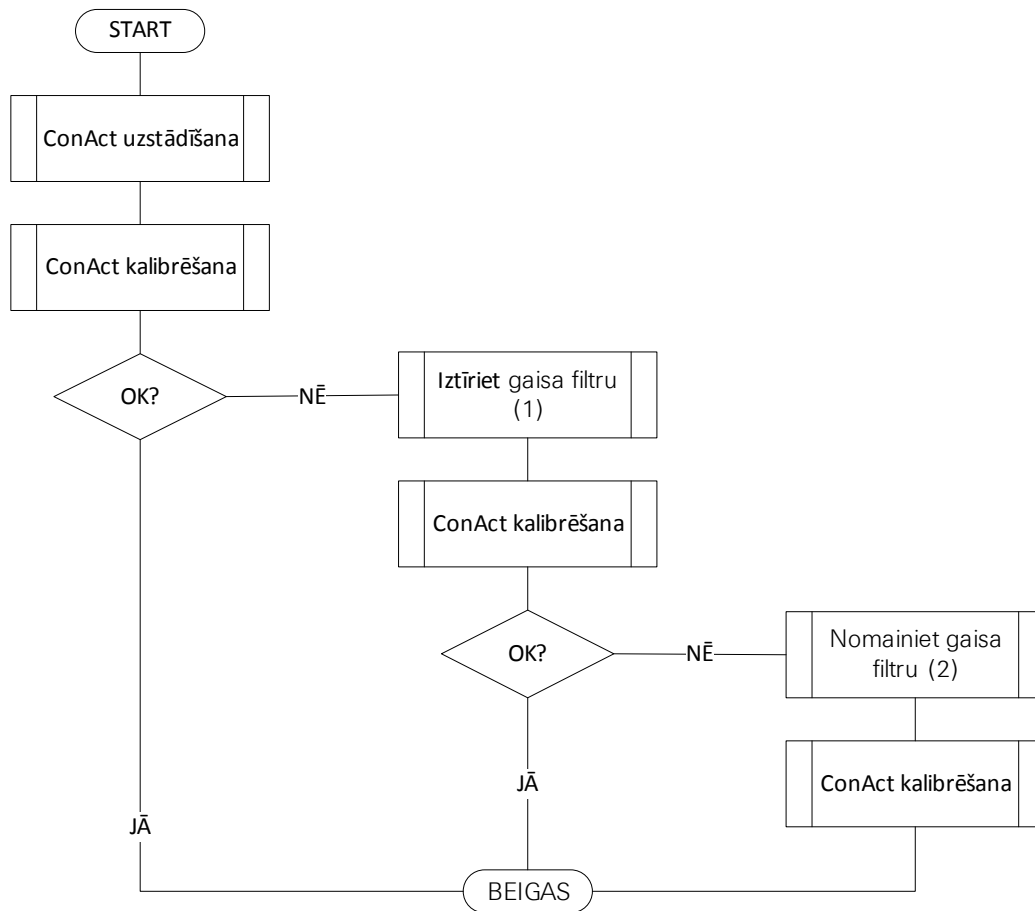 START
ConAct uzstādīšana
ConAct kalibrēšana
OK?
NĒ
Iztīriet gaisa filtru
(1)
ConAct kalibrēšana
OK?
NĒ
Nomainiet gaisa
filtru (2)
ConAct kalibrēšana
JĀ
JĀ
BEIGAS